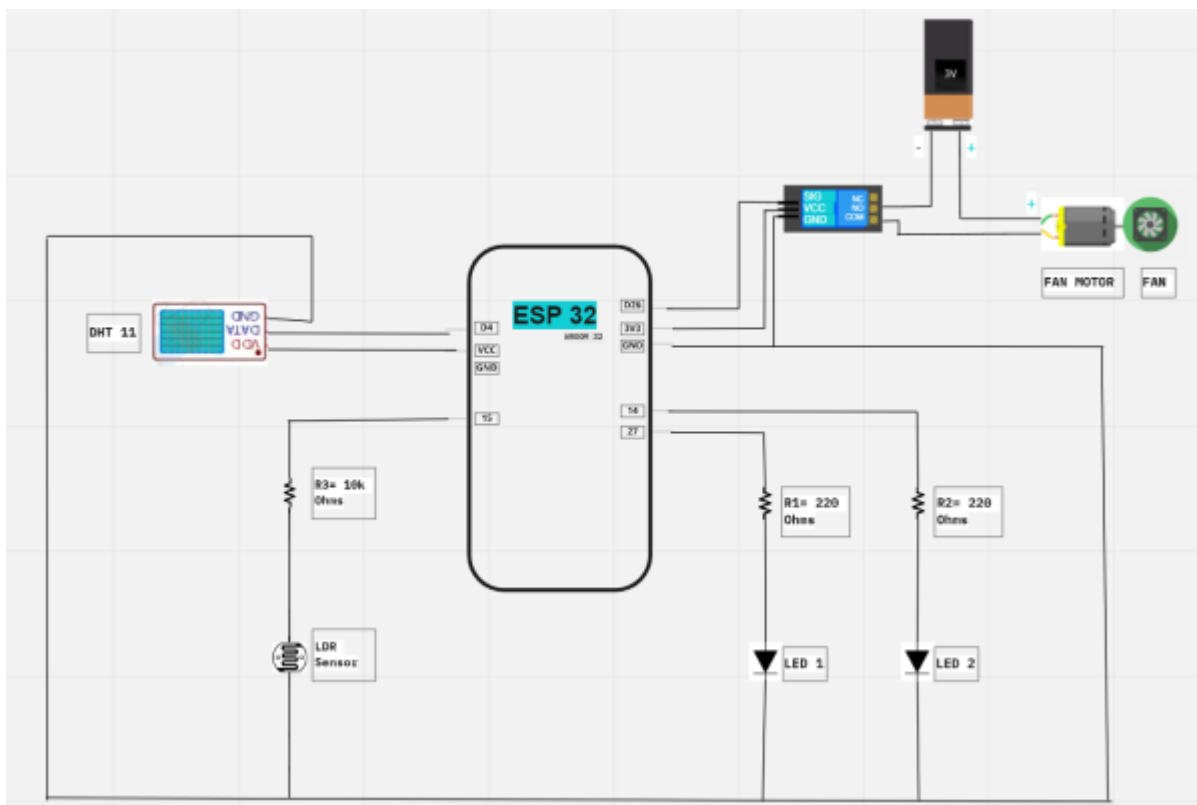 3V
-
+
SIG
VCC
GND
NC
NO
COM
+
FAN MOTOR
FAN
ESP 32
WROOM 32
DHT 11
GND
DATA
VDD
D4
VCC
GND
15
3V3
GND
14
27
R3= 10k
Ohms
R1= 220
Ohms
R2= 220
Ohms
LDR
Sensor
LED 1
LED 2